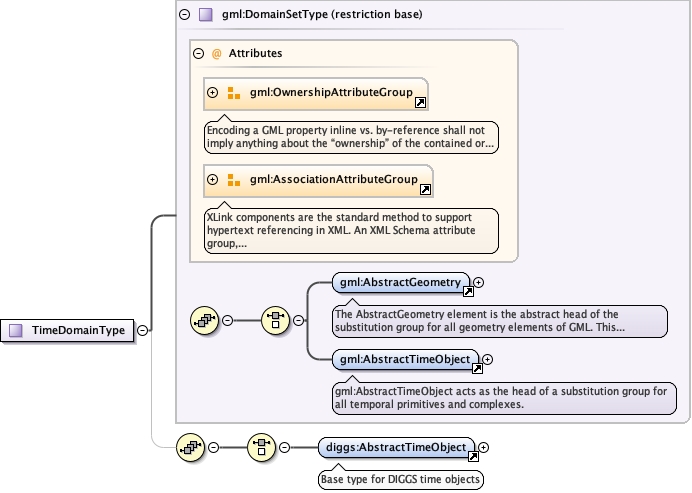 gml:DomainSetType (restriction base)
@ Attributes
gml:OwnershipAttributeGroup
Encoding a GML property inline vs. by-reference shall not
imply anything about the “ownership” of the contained or...
gml:AssociationAttributeGroup
XLink components are the standard method to support
hypertext referencing in XML. An XML Schema attribute
group,...
gml:AbstractGeometry
The AbstractGeometry element is the abstract head of the
substitution group for all geometry elements of GML. This...
TimeDomainType
gml:AbstractTimeObject
gml:AbstractTimeObject acts as the head of a substitution group for
all temporal primitives and complexes.
diggs:AbstractTimeObject
Base type for DIGGS time objects